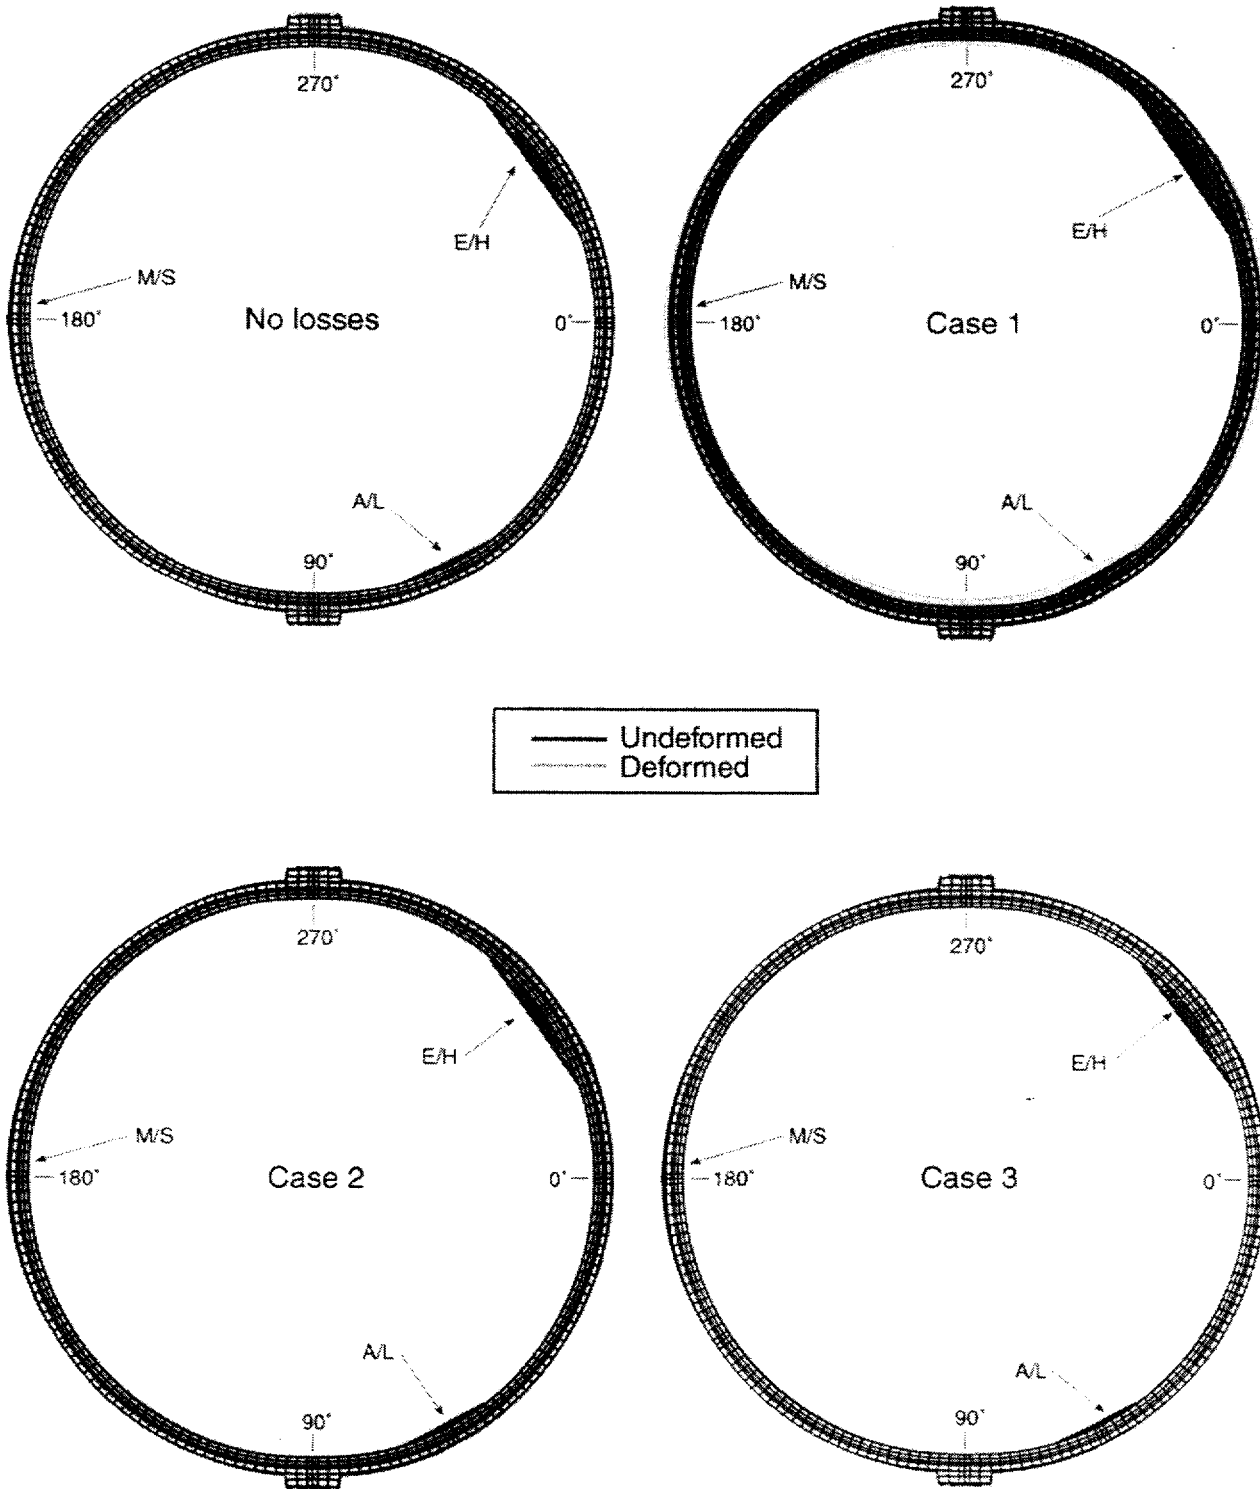 270°
E/H
M/S
180°
No losses
0°
A/L
90°
270°
E/H
M/S
180°
Case 1
0°
A/L
90°
Undeformed
Deformed
270°
E/H
M/S
180°
Case 2
0°
A/L
90°
270°
E/H
M/S
180°
Case 3
0°
A/L
90°